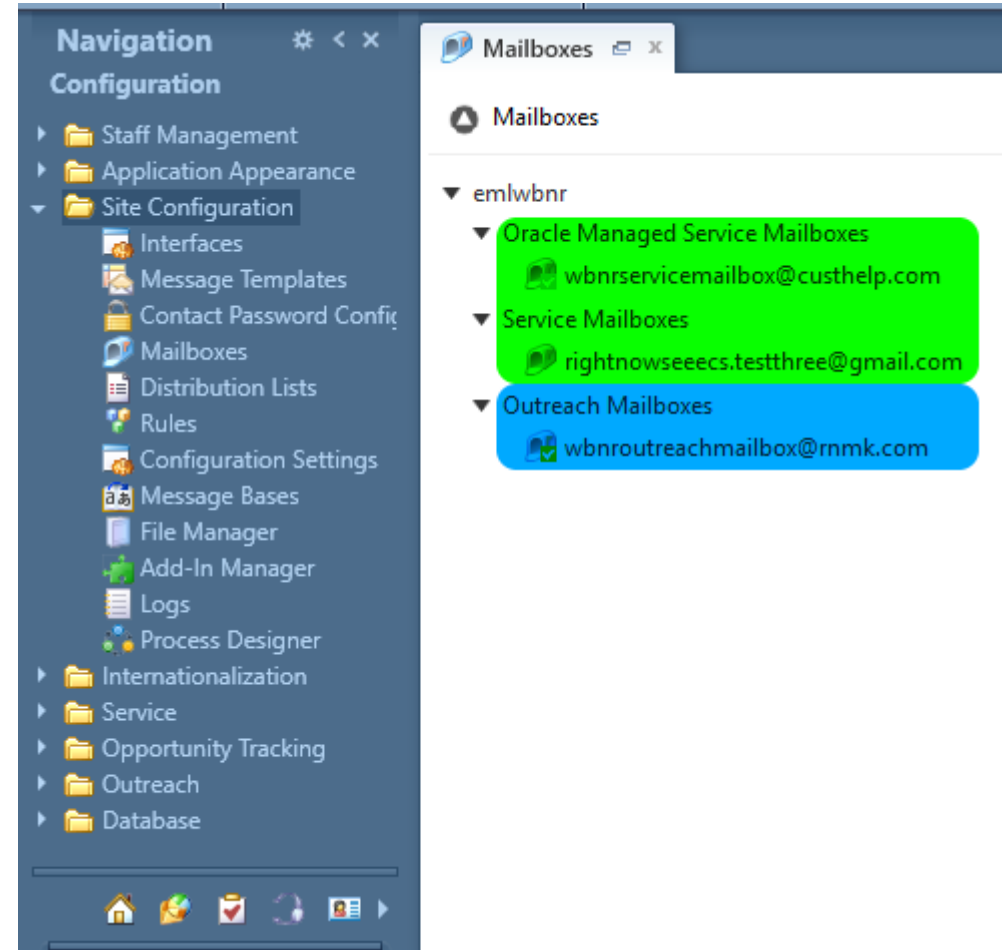 Navigation
Configuration
Staff Management
Application Appearance
Site Configuration
Interfaces
Message Templates
Contact Password Config
Mailboxes
Distribution Lists
Rules
Configuration Settings
Message Bases
File Manager
Add-In Manager
Logs
Process Designer
Internationalization
Service
Opportunity Tracking
Outreach
Database
Mailboxes
Mailboxes
emlwbnr
Oracle Managed Service Mailboxes
wbnrservicemailbox@custhelp.com
Service Mailboxes
rightnowseeecs.testthree@gmail.com
Outreach Mailboxes
wbnroutreachmailbox@rnmk.com